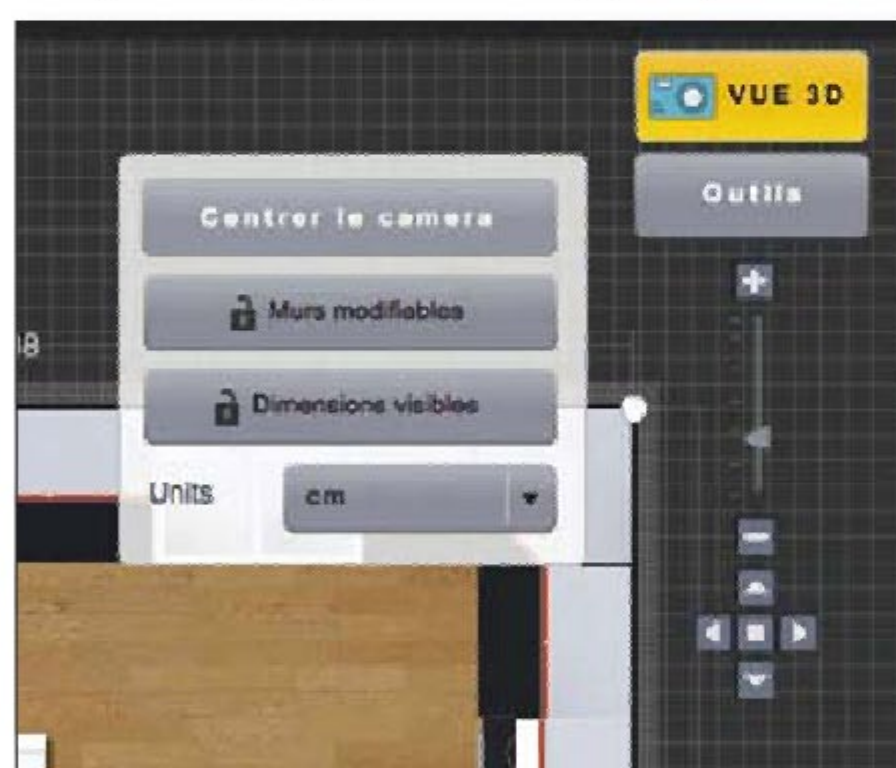 VUE 3D
Outils
Centrer la camera
Murs modifiables
Dimensions visibles
Units
cm